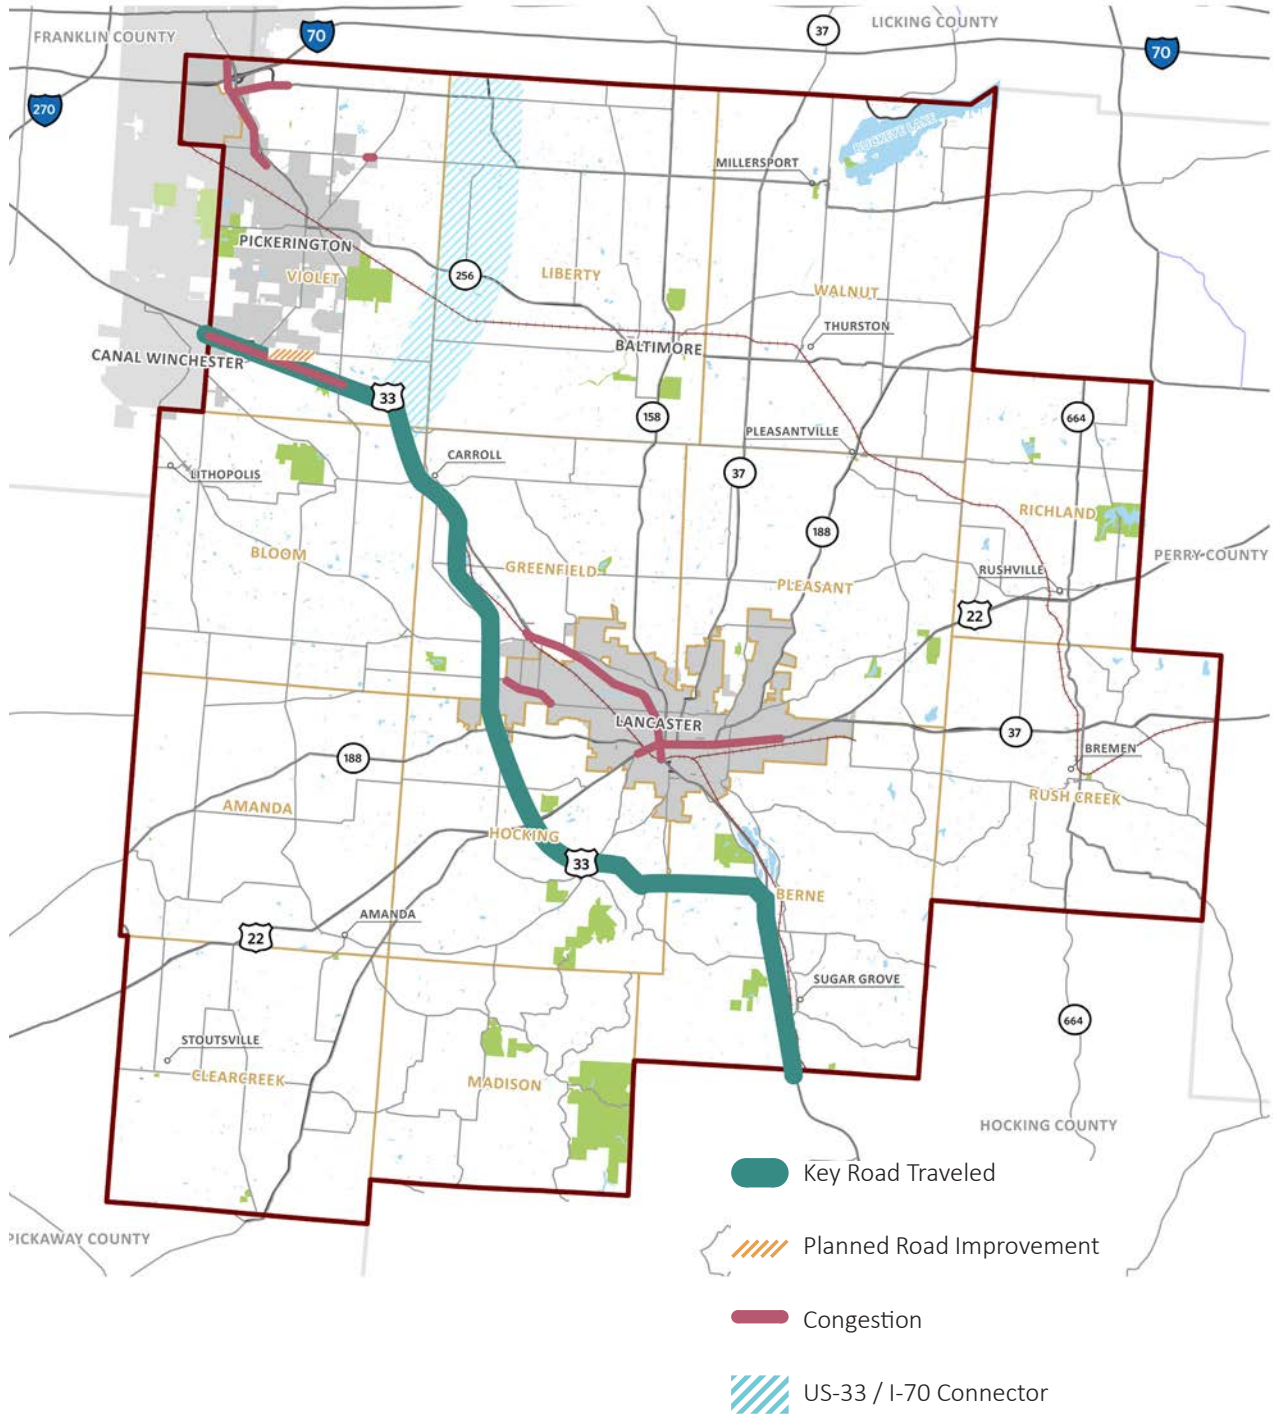 LICKING COUNTY
37
FRANKLIN COUNTY
70
70
270
BUCKEYE LAKE
MILLERSPORT
PICKERINGTON
VIOLET
256
LIBERTY
WALNUT
THURSTON
BALTIMORE
CANAL WINCHESTER
33
158
664
PLEASANTVILLE
CARROLL
37
LITHOPOLIS
RICHLAND
188
BLOOM
PERRY COUNTY
GREENFIELD
RUSHVILLE
PLEASANT
22
LANCASTER
37
188
BREMEN
RUSH CREEK
AMANDA
HOCKING
33
BERNE
AMANDA
22
SUGAR GROVE
664
STOUTSVILLE
CLEARCREEK
MADISON
HOCKING COUNTY
PICKAWAY COUNTY
Key Road Traveled
Planned Road Improvement
Congestion
US-33 / I-70 Connector